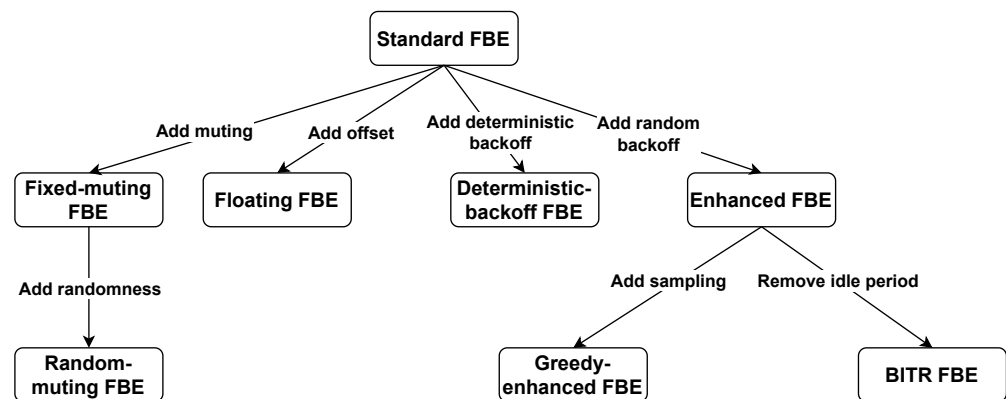 Standard FBE
Add muting
Add offset
Add deterministic
backoff
Add random
backoff
Fixed-muting
FBE
Floating FBE
Deterministic-
backoff FBE
Enhanced FBE
Add randomness
Add sampling
Remove idle period
Random-
muting FBE
Greedy-
enhanced FBE
BITR FBE